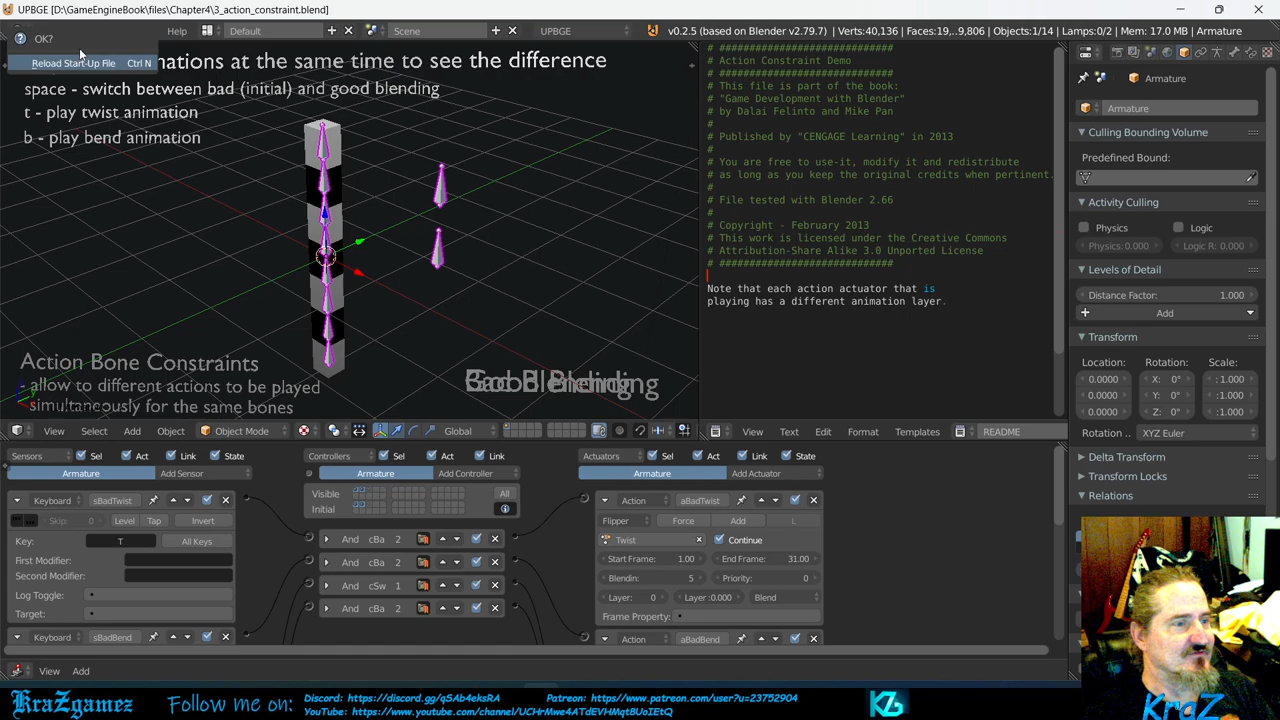 UPBGE [D:\GameEngineBook\files\Chapter4\3_action_constraint.blend]
OK?
Reload Start-Up File Ctrl N
Help
Default
Scene
UPBGE
v0.2.5 (based on Blender v2.79.7)
Verts:40,136 | Faces:19,..9,806 | Objects:1/14 | Lamps:0/2 | Mem: 17.0 MB | Armature
mations at the same time to see the difference
space - switch between bad (initial) and good blending
t - play twist animation
b - play bend animation
Action Bone Constraints
- allow to different actions to be played
simultaneously for the same bones
Good Blending
# ###########################
# Action Constraint Demo
# ###########################
# This file is part of the book:
# "Game Development with Blender"
# by Dalai Felinto and Mike Pan
#
# Published by "CENGAGE Learning" in 2013
#
# You are free to use-it, modify it and redistribute
# as long as you keep the original credits when pertinent.
#
# File tested with Blender 2.66
#
# Copyright - February 2013
# This work is licensed under the Creative Commons
# Attribution-Share Alike 3.0 Unported License
# ###########################
Note that each action actuator that is
playing has a different animation layer.
Armature
Armature
Culling Bounding Volume
Predefined Bound:
Activity Culling
Physics
Logic
Physics: 0.000
Logic R: 0.000
Levels of Detail
Distance Factor: 1.000
Add
Transform
Location: Rotation: Scale:
0.0000 X: 0° : 1.000
0.0000 Y: 0° :1.000
0.0000 Z: 0° :1.000
Rotation .. XYZ Euler
Delta Transform
Transform Locks
Relations
View Select Add Object Object Mode Global
View Text Edit Format Templates README
Sensors Sel Act Link State
Armature Add Sensor
Keyboard sBadTwist
Skip: 0 Level Tap Invert
Key: T All Keys
First Modifier:
Second Modifier:
Log Toggle:
Target:
Keyboard sBadBend
Controllers Sel Act Link
Armature Add Controller
Visible All
Initial
And cBa 2
And cBa 2
And cSw 1
And cBa 2
Actuators Sel Act Link State
Armature Add Actuator
Action aBadTwist
Flipper Force Add L
Twist Continue
Start Frame: 1.00 End Frame: 31.00
Blendin: 5 Priority: 0
Layer: 0 Layer :0.000 Blend
Frame Property:
Action aBadBend
View Add
KraZgamez
Follow me on:
Discord: https://discord.gg/qSAb4eksRA
Patreon: https//www.patreon.com/user?u=23752904
YouTube: https://www.youtube.com/channel/UCHrMwe4ATdEVHMqt8UoIEtQ
KG
KraZ